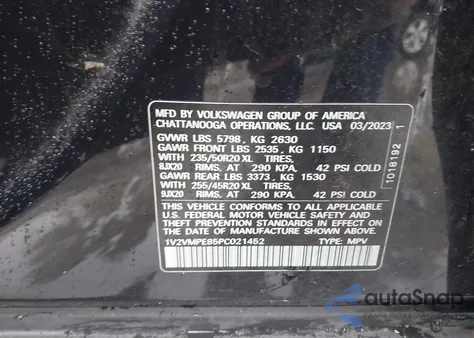 MFD BY VOLKSWAGEN GROUP OF AMERICA
CHATTANOOGA OPERATIONS, LLC. USA 03/2023
GVWR LBS 5798, KG 2630
GAWR FRONT LBS 2535, KG 1150
WITH 235/50R20 XL TIRES,
8JX20 RIMS, AT 290 KPA, 42 PSI COLD
GAWR REAR LBS 3373, KG 1530
WITH 255/45R20 XL TIRES,
9JX20 RIMS, AT 290 KPA, 42 PSI COLD
THIS VEHICLE CONFORMS TO ALL APPLICABLE
U.S. FEDERAL MOTOR VEHICLE SAFETY AND
THEFT PREVENTION STANDARDS IN EFFECT ON THE
DATE OF MANUFACTURE SHOWN ABOVE.
1V2VMPE85PC021452 TYPE: MPV
1018192 1
autoSnap